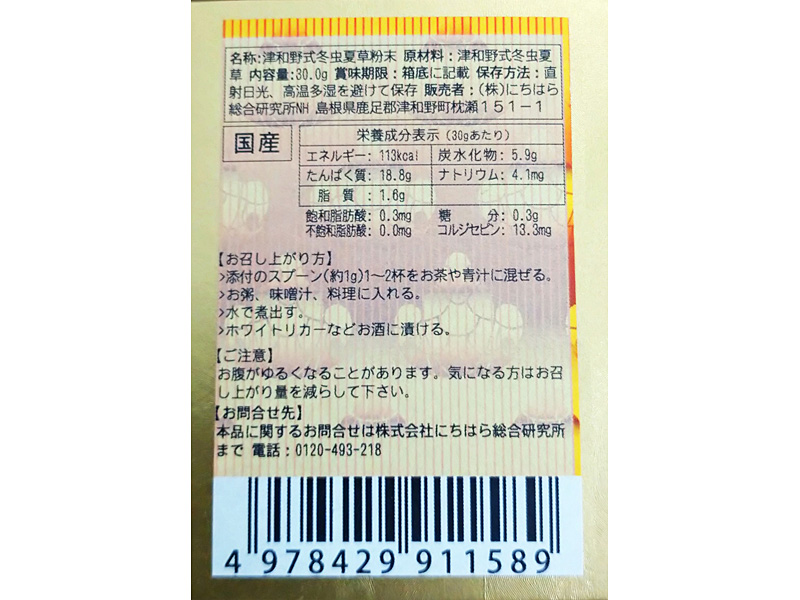 名称:津和野式冬虫夏草粉末 原材料:津和野式冬虫夏
草 内容量:30.0g 賞味期限:箱底に記載 保存方法:直
射日光、高温多湿を避けて保存 販売者:(株)にちはら
総合研究所NH 島根県鹿足郡津和野町枕瀬151-1
国産
栄養成分表示(30gあたり)
エネルギー:113kcal 炭水化物:5.9g
たんぱく質:18.8g ナトリウム:4.1mg
脂 質:1.6g
飽和脂肪酸:0.3mg 糖 分:0.3g
不飽和脂肪酸:0.0mg コルジセピン:13.3mg
【お召し上がり方】
>添付のスプーン(約1g)1~2杯をお茶や青汁に混ぜる。
>お粥、味噌汁、料理に入れる。
>水で煮出す。
>ホワイトリカーなどお酒に漬ける。
【ご注意】
お腹がゆるくなることがあります。気になる方はお召
し上がり量を減らして下さい。
【お問合せ先】
本品に関するお問合せは株式会社にちはら総合研究所
まで 電話:0120-493-218
4 978429 911589